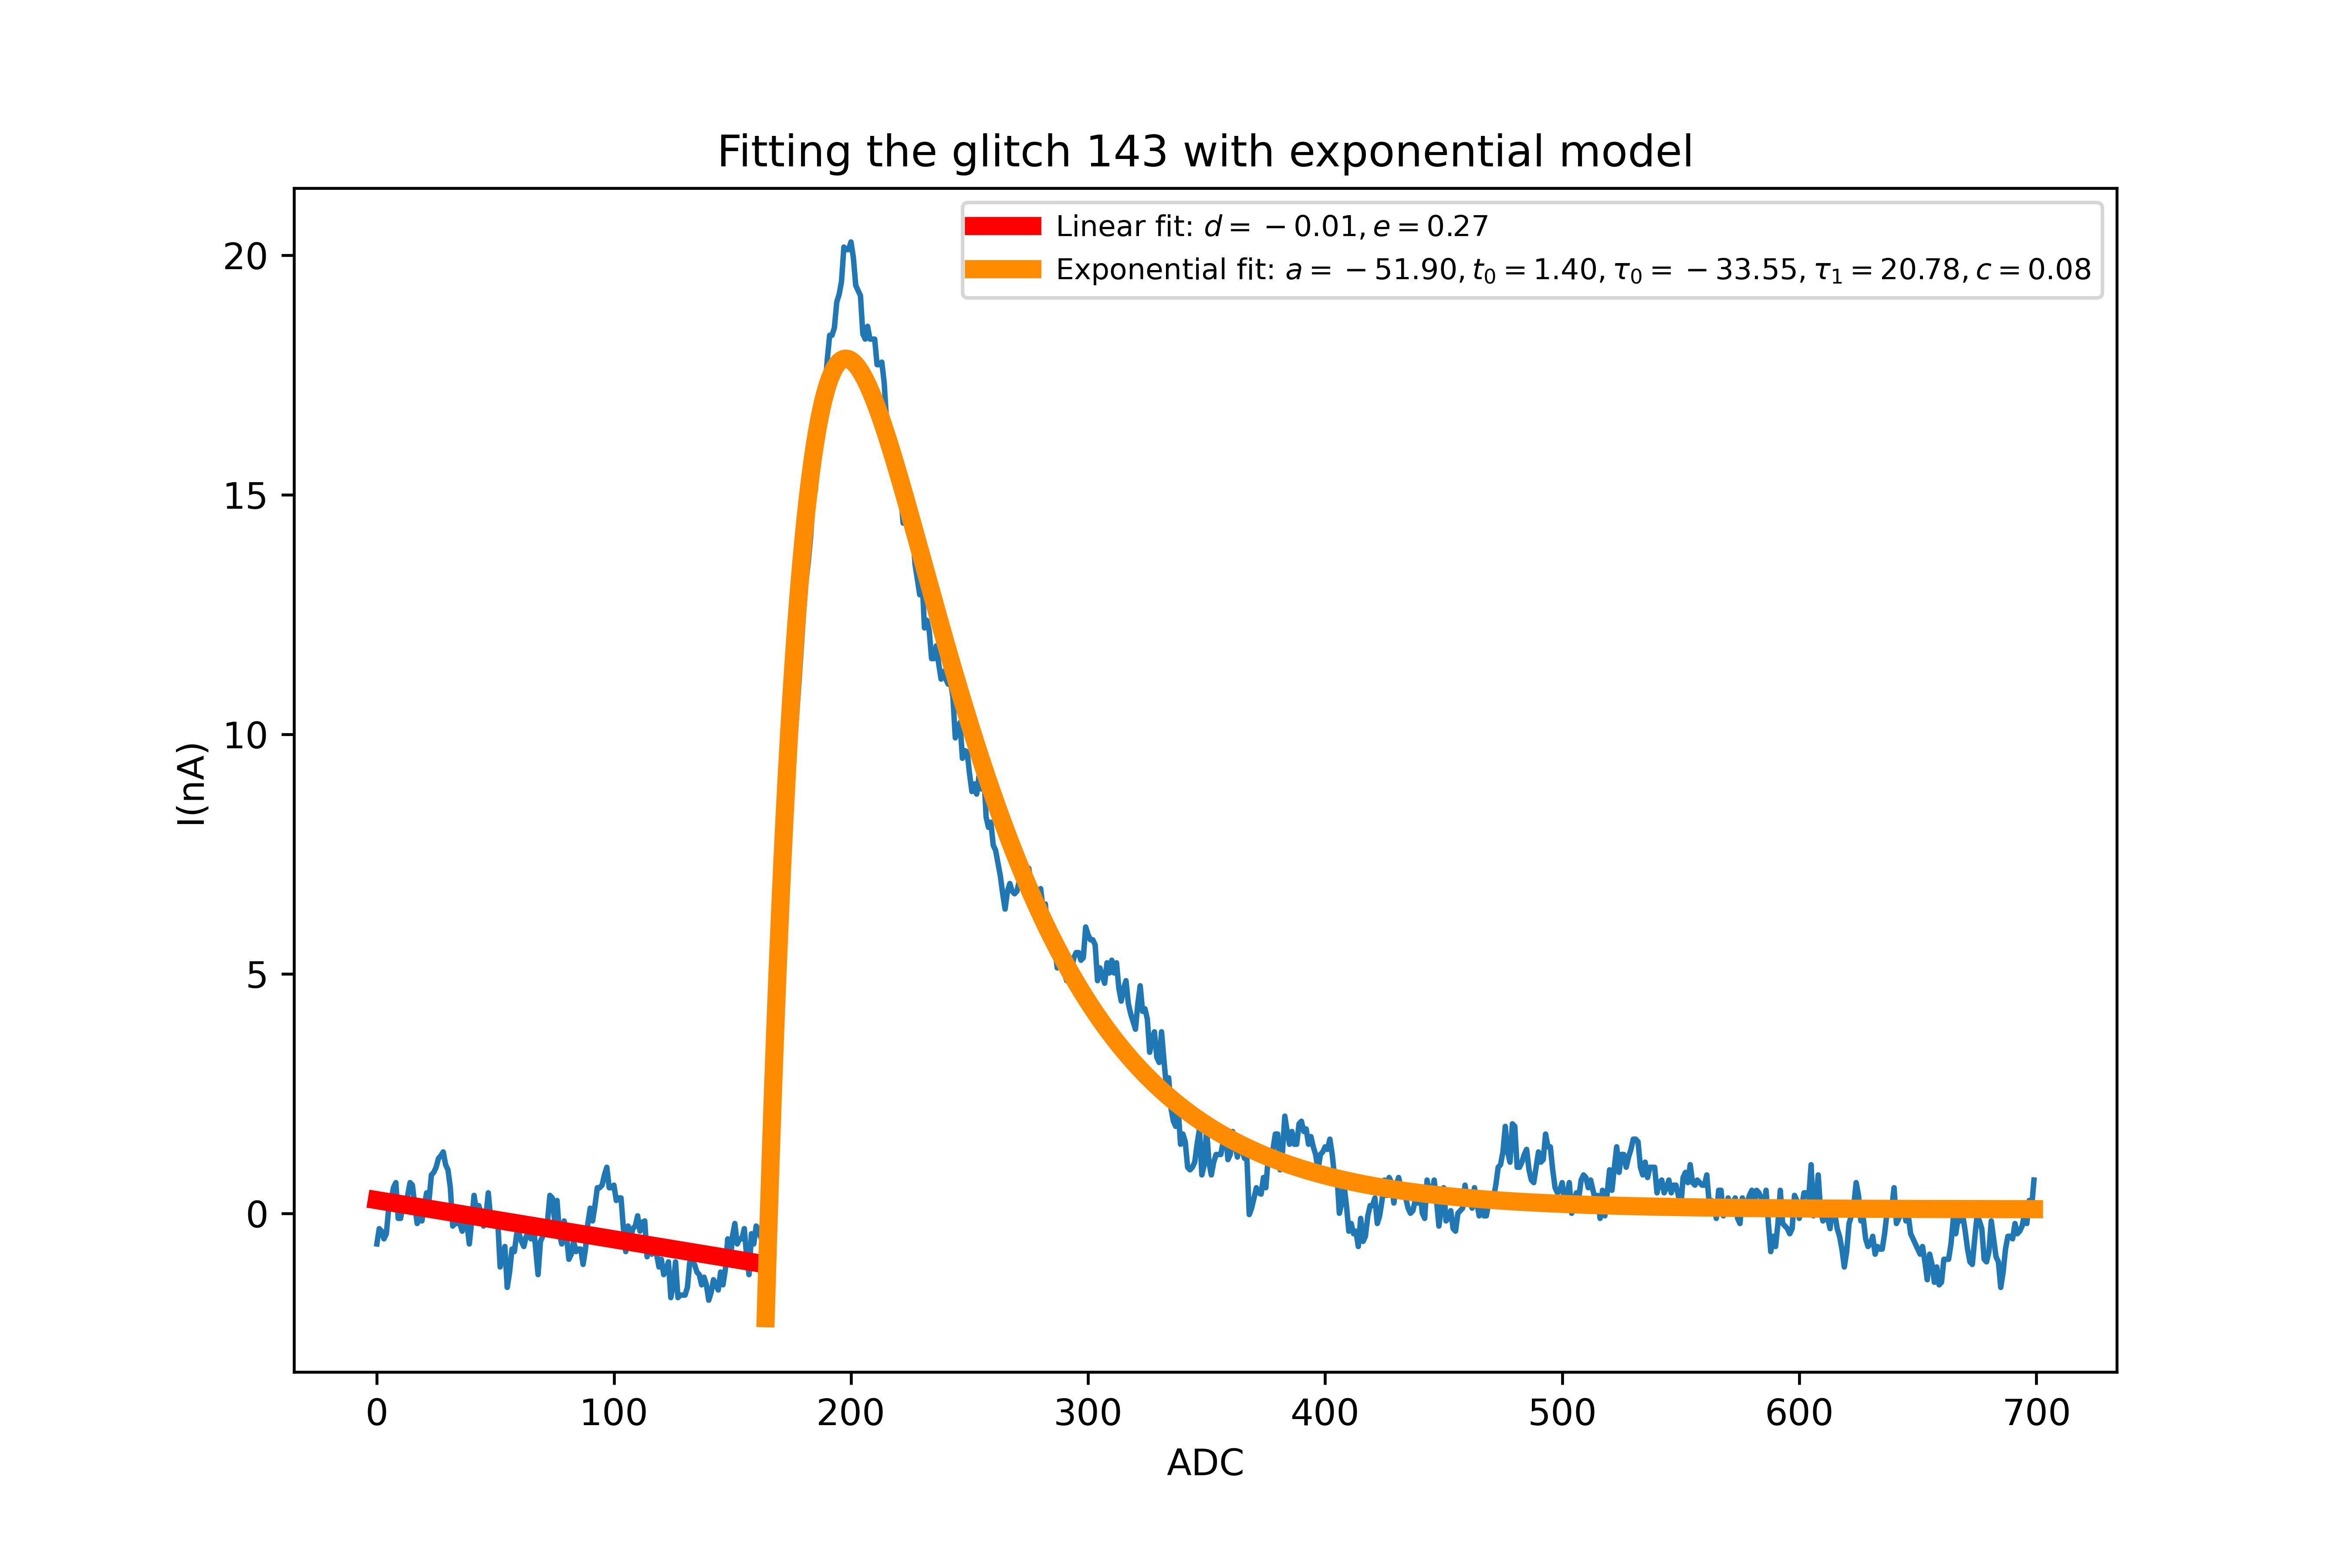 Fitting the glitch 143 with exponential model
Linear fit: d = −0.01, e = 0.27
Exponential fit: a = −51.90, t₀ = 1.40, τ₀ = −33.55, τ₁ = 20.78, c = 0.08
20
15
10
5
0
I(nA)
0 100 200 300 400 500 600 700
ADC